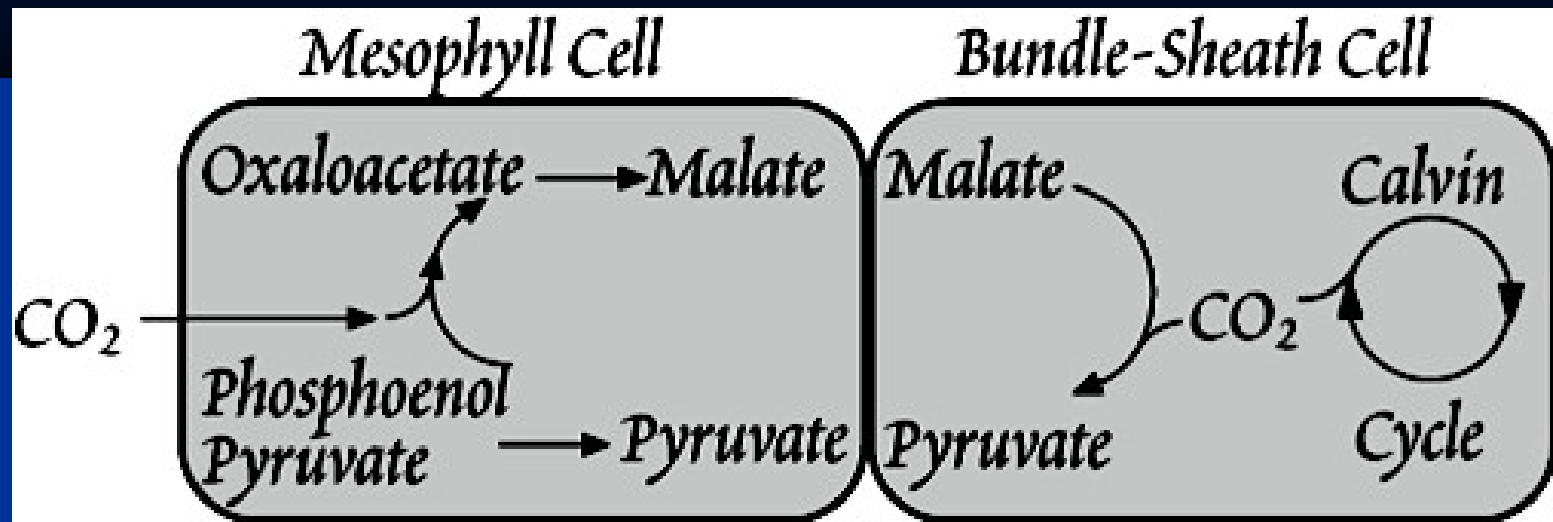 Mesophyll Cell
Bundle-Sheath Cell
Oxaloacetate
Malate
Malate
Calvin
CO₂
CO₂
Phosphoenol
Pyruvate
Pyruvate
Pyruvate
Cycle